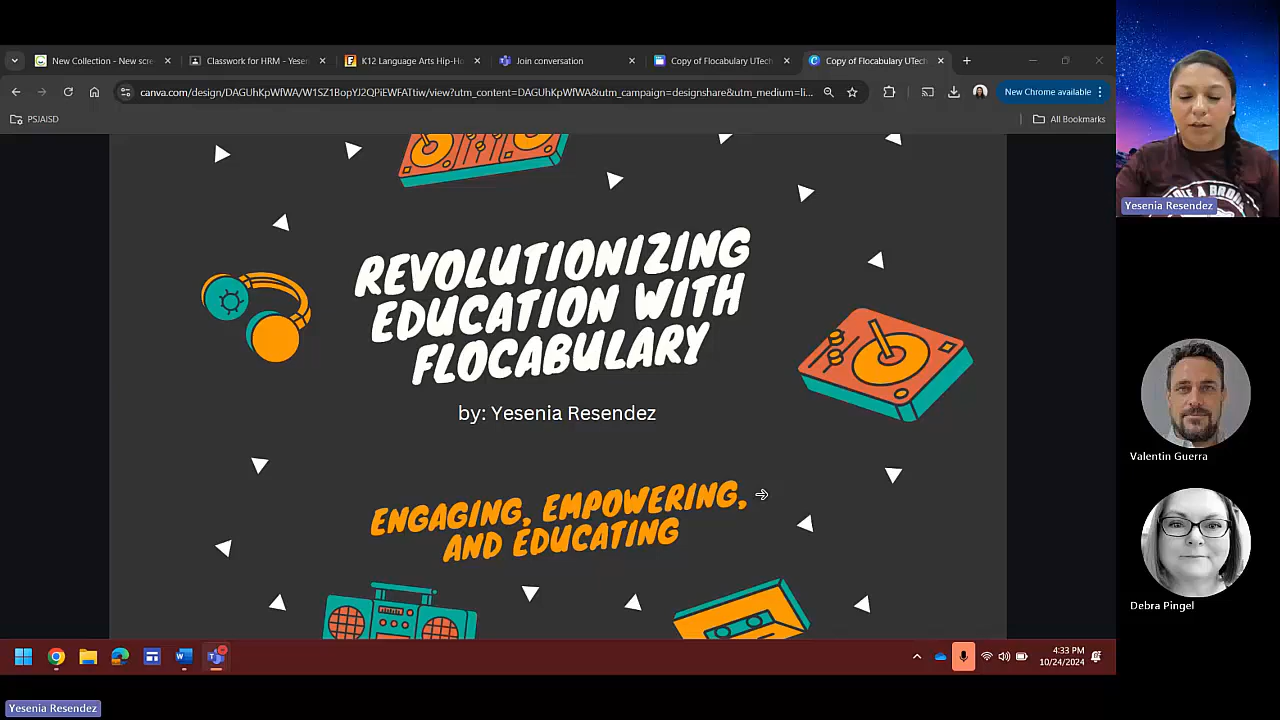 New Collection - New scre
Classwork for HRM - Yesen
K12 Language Arts Hip-Ho
Join conversation
Copy of Flocabulary UTech
Copy of Flocabulary UTech
canva.com/design/DAGUhKpWfWA/W1SZ1BopYJ2QPiEWFATtiw/view?utm_content=DAGUhKpWfWA&utm_campaign=designshare&utm_medium=li...
New Chrome available
PSJAISD
All Bookmarks
REVOLUTIONIZING
EDUCATION WITH
FLOCABULARY
by: Yesenia Resendez
ENGAGING, EMPOWERING,
AND EDUCATING
4:33 PM
10/24/2024
Yesenia Resendez
Valentin Guerra
Debra Pingel
Yesenia Resendez